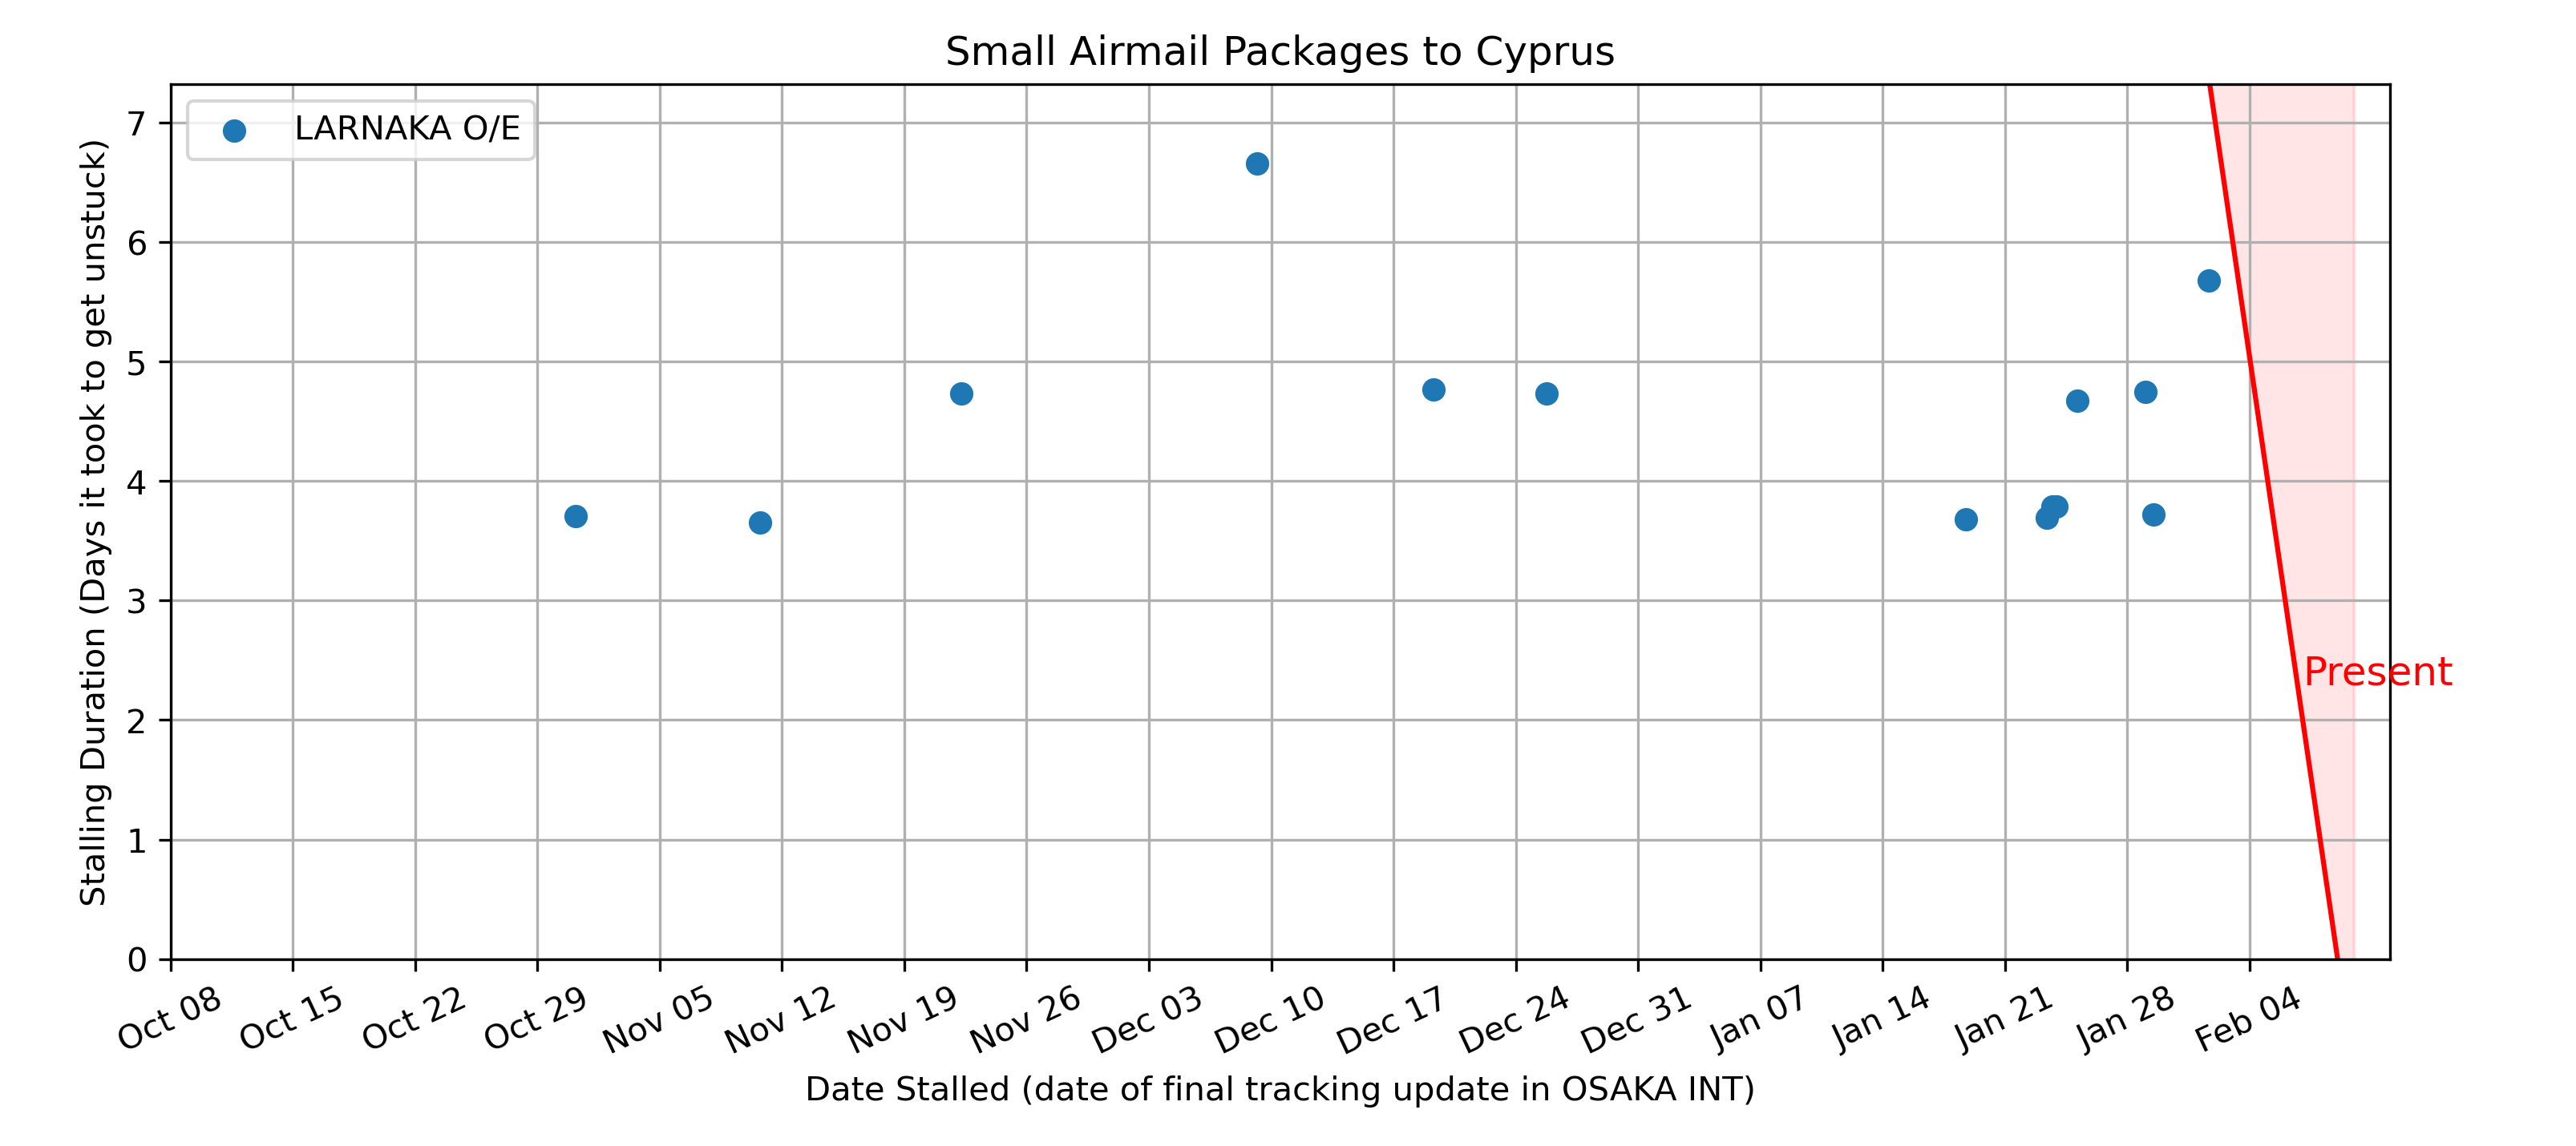 Small Airmail Packages to Cyprus
LARNAKA O/E
Stalling Duration (Days it took to get unstuck)
7
6
5
4
3
2
1
0
Present
Oct 08
Oct 15
Oct 22
Oct 29
Nov 05
Nov 12
Nov 19
Nov 26
Dec 03
Dec 10
Dec 17
Dec 24
Dec 31
Jan 07
Jan 14
Jan 21
Jan 28
Feb 04
Date Stalled (date of final tracking update in OSAKA INT)